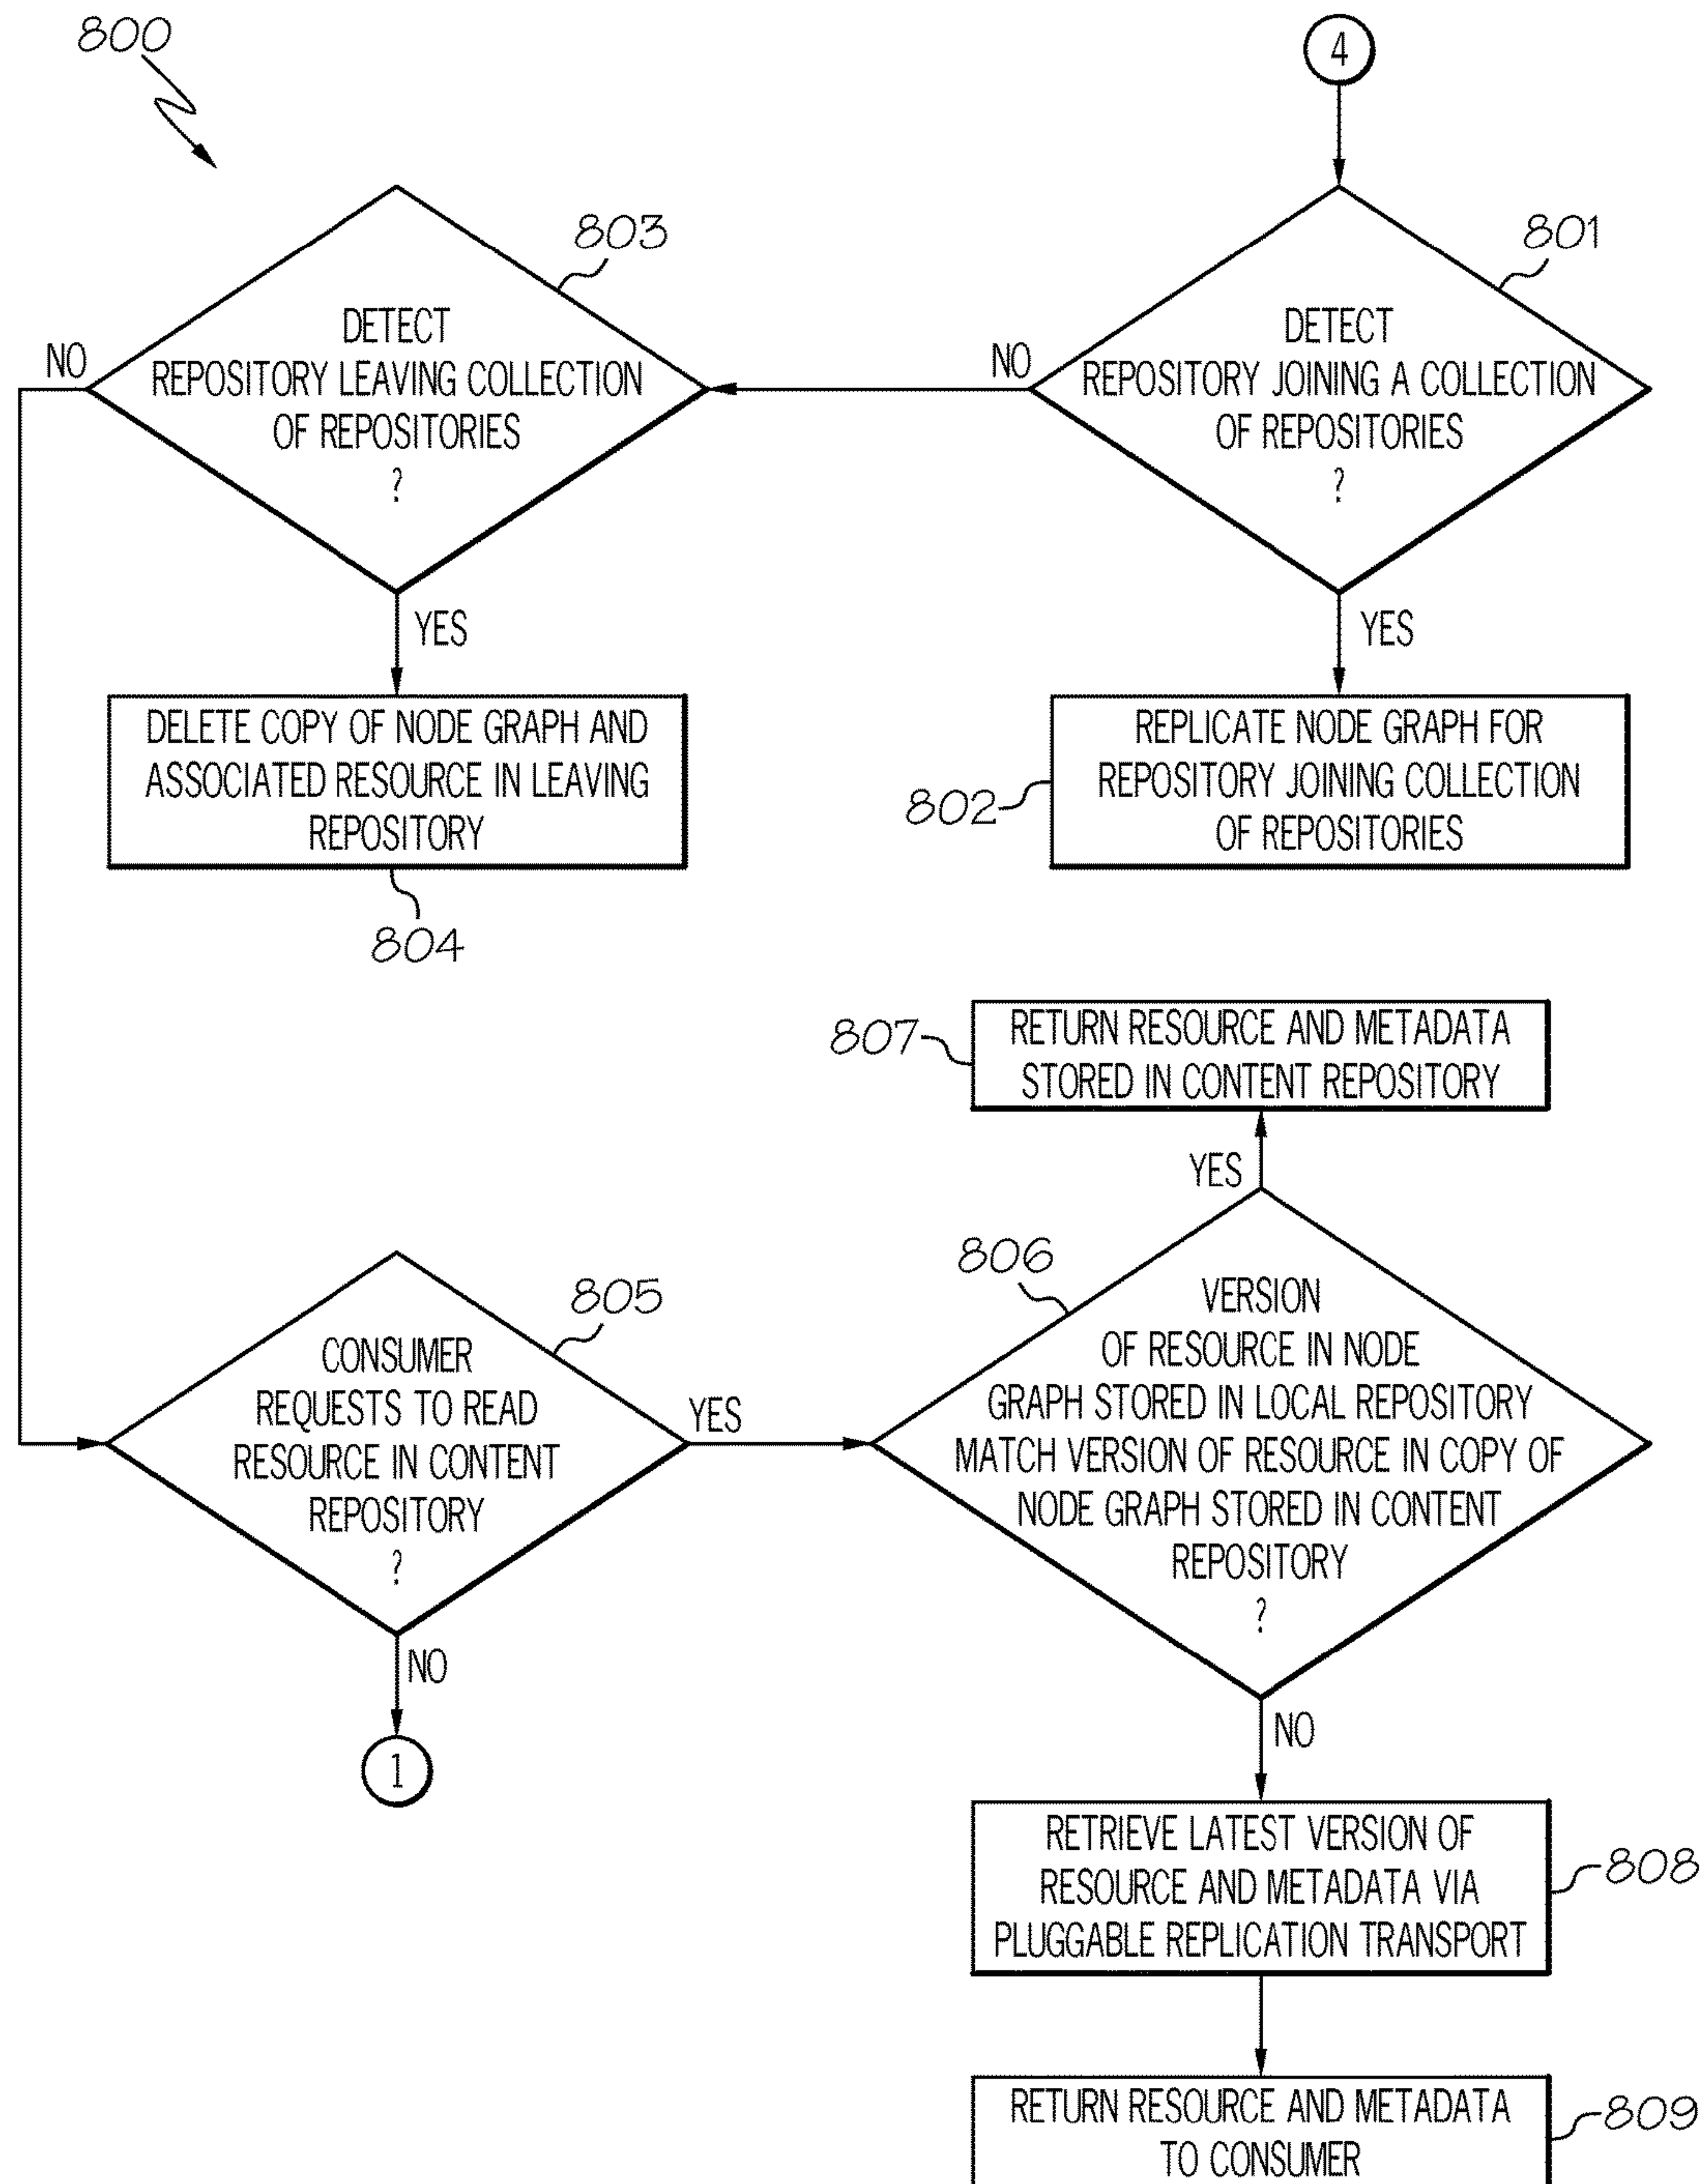 800
4
803
801
DETECT
REPOSITORY LEAVING COLLECTION
OF REPOSITORIES
?
NO
YES
DETECT
REPOSITORY JOINING A COLLECTION
OF REPOSITORIES
?
NO
YES
DELETE COPY OF NODE GRAPH AND
ASSOCIATED RESOURCE IN LEAVING
REPOSITORY
804
REPLICATE NODE GRAPH FOR
REPOSITORY JOINING COLLECTION
OF REPOSITORIES
802
807
RETURN RESOURCE AND METADATA
STORED IN CONTENT REPOSITORY
YES
805
CONSUMER
REQUESTS TO READ
RESOURCE IN CONTENT
REPOSITORY
?
YES
NO
1
806
VERSION
OF RESOURCE IN NODE
GRAPH STORED IN LOCAL REPOSITORY
MATCH VERSION OF RESOURCE IN COPY OF
NODE GRAPH STORED IN CONTENT
REPOSITORY
?
NO
RETRIEVE LATEST VERSION OF
RESOURCE AND METADATA VIA
PLUGGABLE REPLICATION TRANSPORT
808
RETURN RESOURCE AND METADATA
TO CONSUMER
809